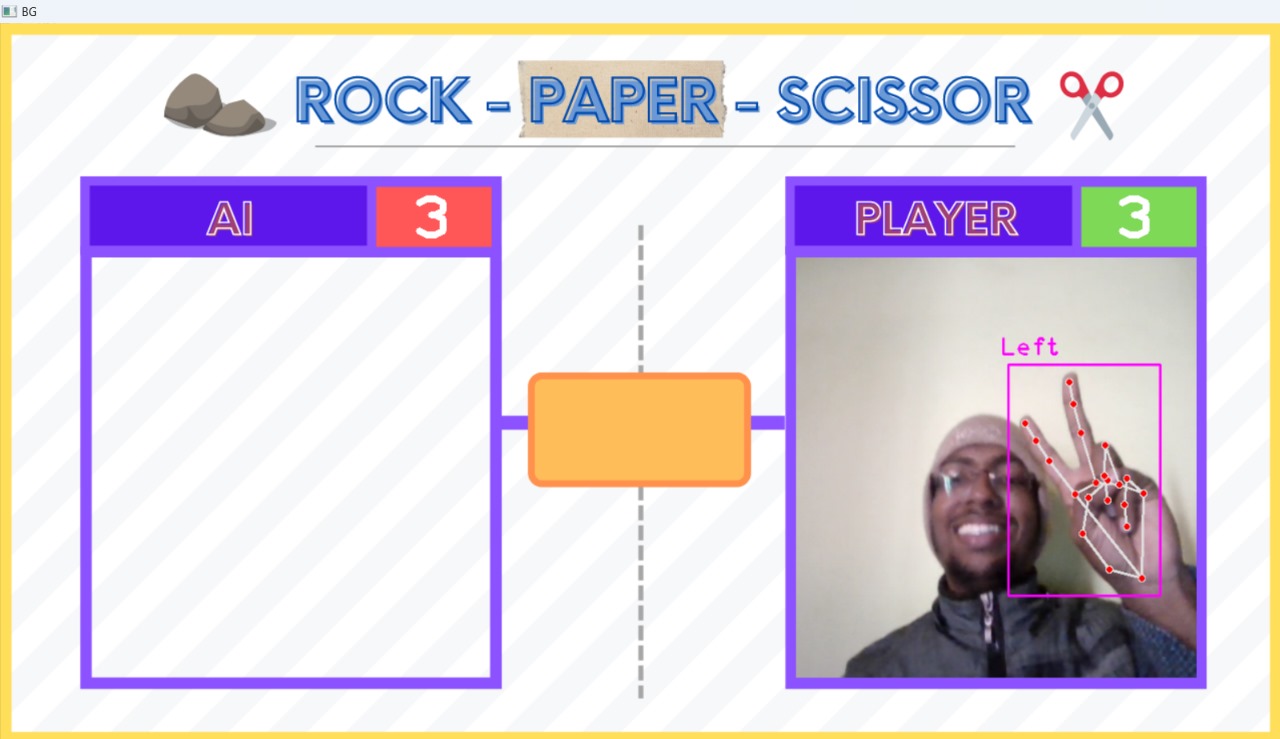 BG
ROCK - PAPER - SCISSOR
AI 3
PLAYER 3
Left